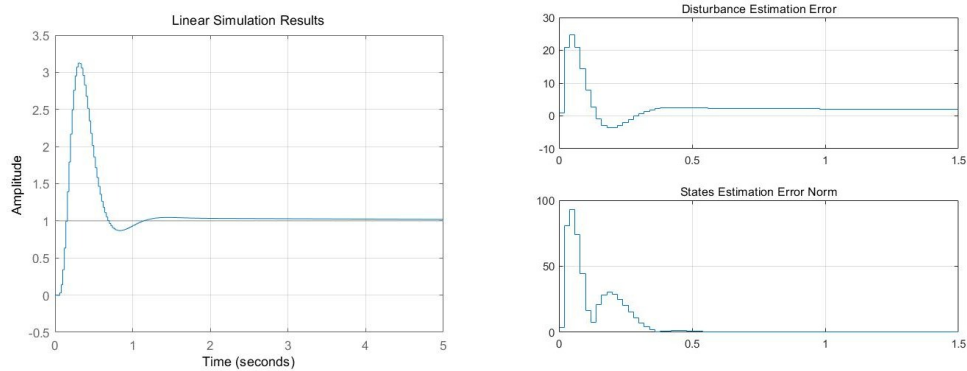 Linear Simulation Results
3.5
3
2.5
2
1.5
1
0.5
0
-0.5
Amplitude
0 1 2 3 4 5
Time (seconds)
Disturbance Estimation Error
30
20
10
0
-10
0 0.5 1 1.5
States Estimation Error Norm
100
50
0
0 0.5 1 1.5